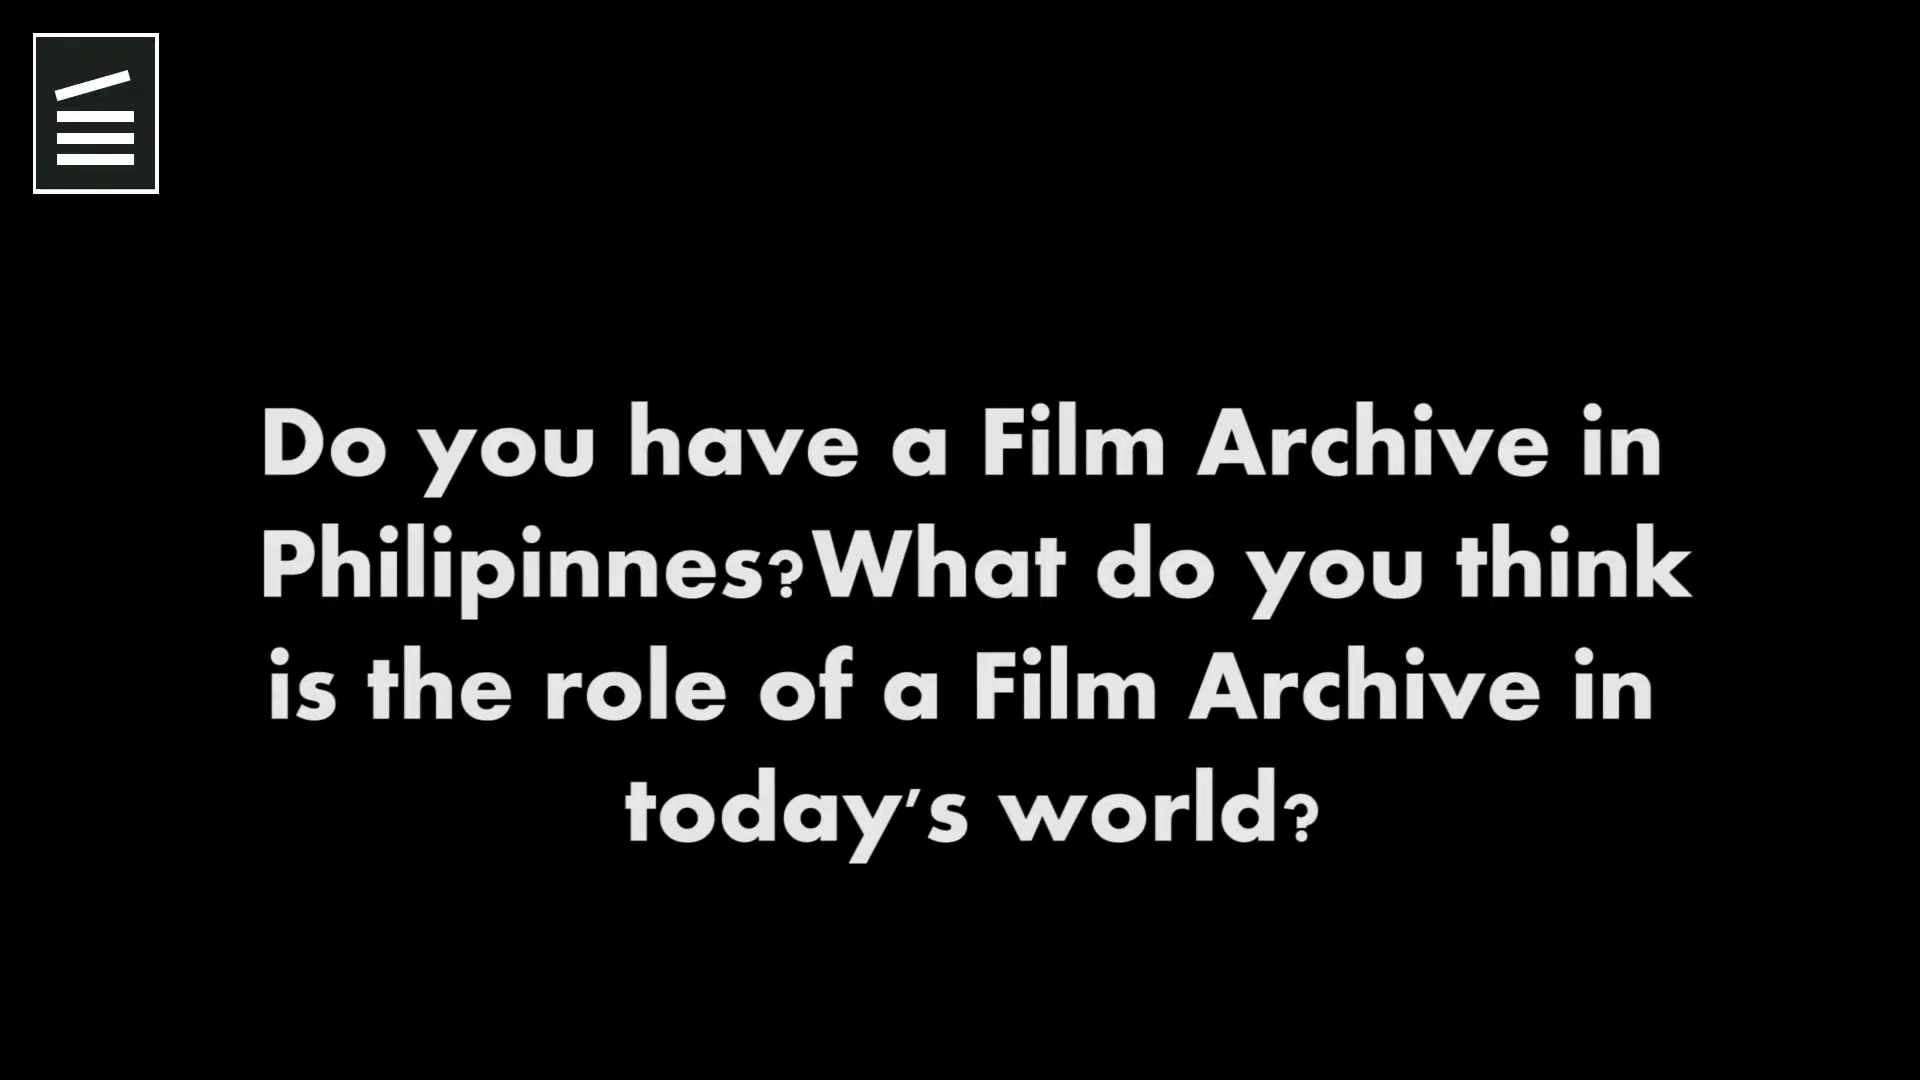 Do you have a Film Archive in
Philipinnes?What do you think
is the role of a Film Archive in
today's world?